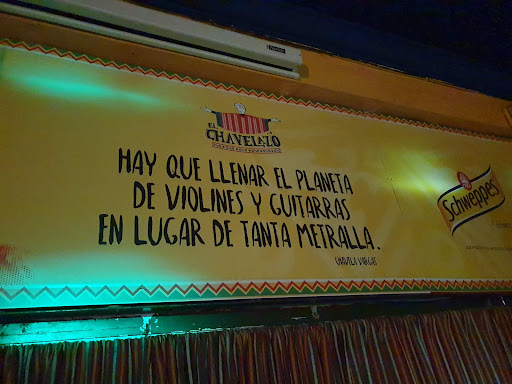 EL
CHAVELAZO
HAY QUE LLENAR EL PLANETA
DE VIOLINES Y GUITARRAS
EN LUGAR DE TANTA METRALLA.
CHAVELA VARGAS
Schweppes